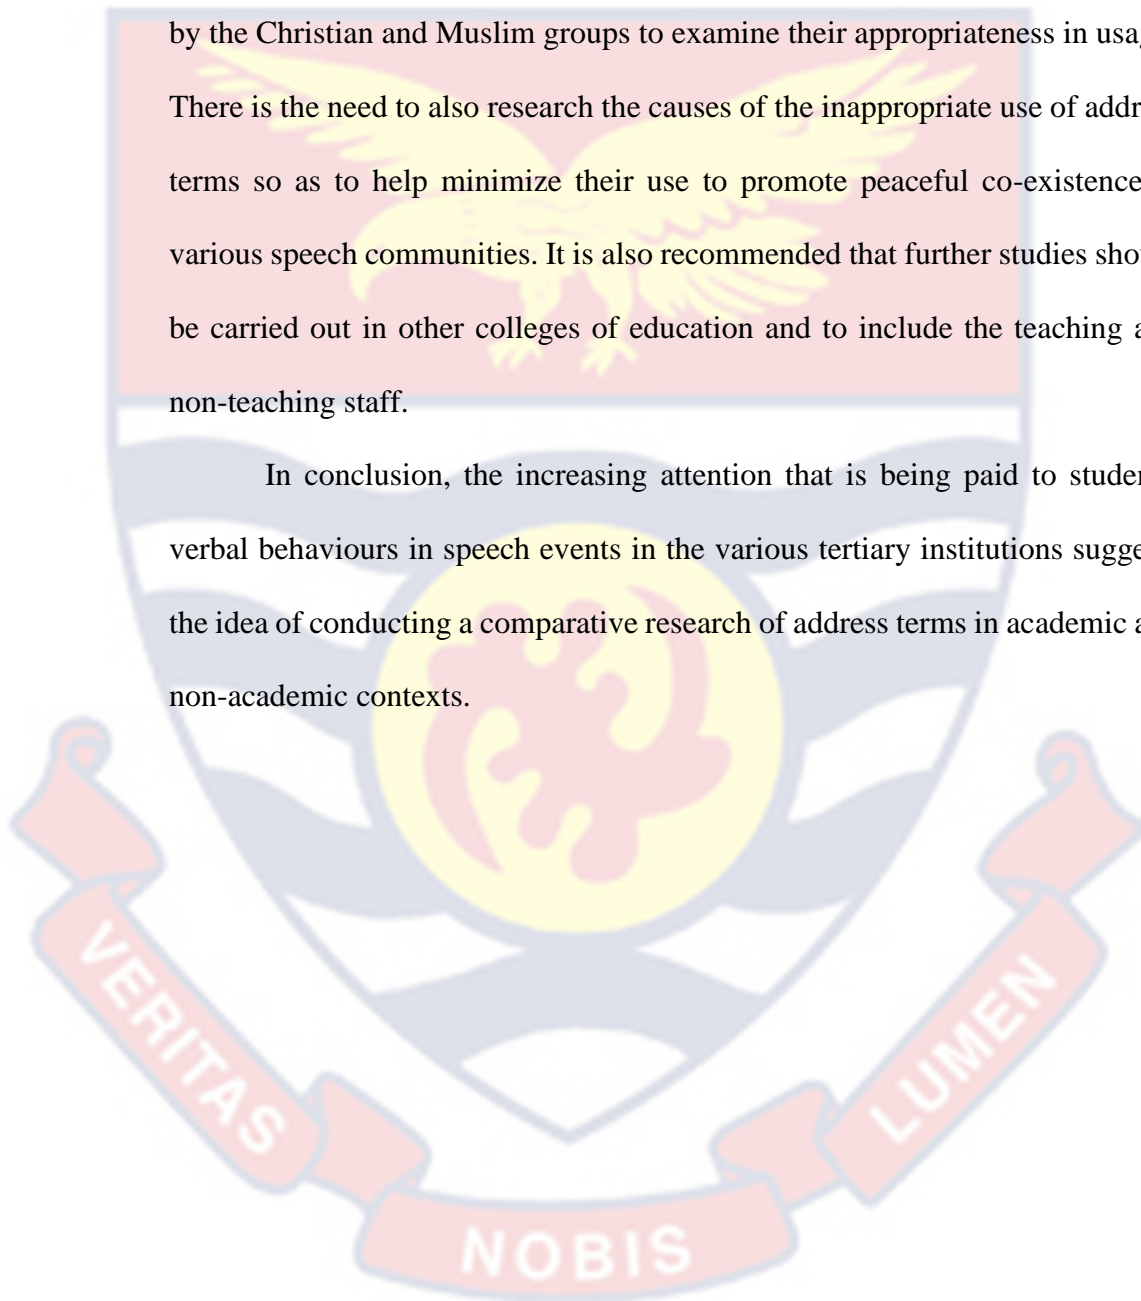 by the Christian and Muslim groups to examine their appropriateness in usag
There is the need to also research the causes of the inappropriate use of addr
terms so as to help minimize their use to promote peaceful co-existence
various speech communities. It is also recommended that further studies shou
be carried out in other colleges of education and to include the teaching a
non-teaching staff.
In conclusion, the increasing attention that is being paid to studen
verbal behaviours in speech events in the various tertiary institutions sugge
the idea of conducting a comparative research of address terms in academic a
non-academic contexts.
VERITAS
NOBIS
LUMEN